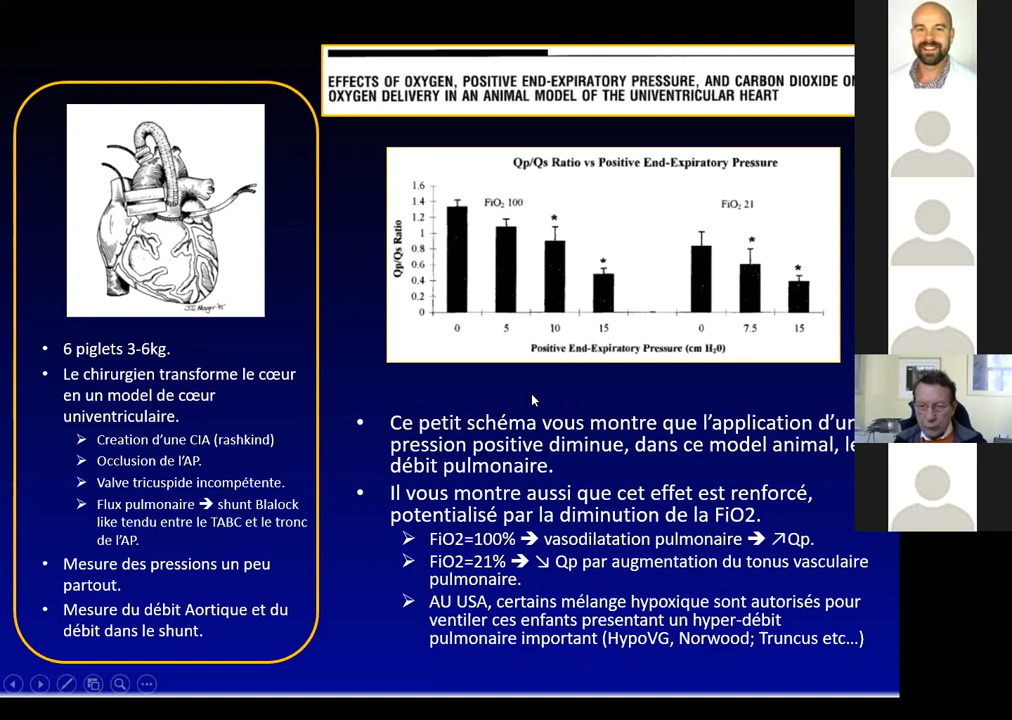 EFFECTS OF OXYGEN, POSITIVE END-EXPIRATORY PRESSURE, AND CARBON DIOXIDE
OXYGEN DELIVERY IN AN ANIMAL MODEL OF THE UNIVENTRICULAR HEART
Qp/Qs Ratio vs Positive End-Expiratory Pressure
Qp/Qs Ratio
1.6
1.4
1.2
1
0.8
0.6
0.4
0.2
0
FiO2 100
FiO2 21
*
*
*
*
0 5 10 15 0 7.5 15
Positive End-Expiratory Pressure (cm H20)
• 6 piglets 3-6kg.
• Le chirurgien transforme le cœur
en un model de cœur
univentriculaire.
➢ Creation d'une CIA (rashkind)
➢ Occlusion de l'AP.
➢ Valve tricuspide incompétente.
➢ Flux pulmonaire ➔ shunt Blalock
like tendu entre le TABC et le tronc
de l'AP.
• Mesure des pressions un peu
partout.
• Mesure du débit Aortique et du
débit dans le shunt.
• Ce petit schéma vous montre que l'application
pression positive diminue, dans ce model animal,
débit pulmonaire.
• Il vous montre aussi que cet effet est renforcé,
potentialisé par la diminution de la FiO2.
➢ FiO2=100% ➔ vasodilatation pulmonaire ➔ ↗Qp.
➢ FiO2=21% ➔ ↘ Qp par augmentation du tonus vasculaire
pulmonaire.
➢ AU USA, certains mélange hypoxique sont autorisés pour
ventiler ces enfants presentant un hyper-débit
pulmonaire important (HypoVG, Norwood; Truncus etc…)